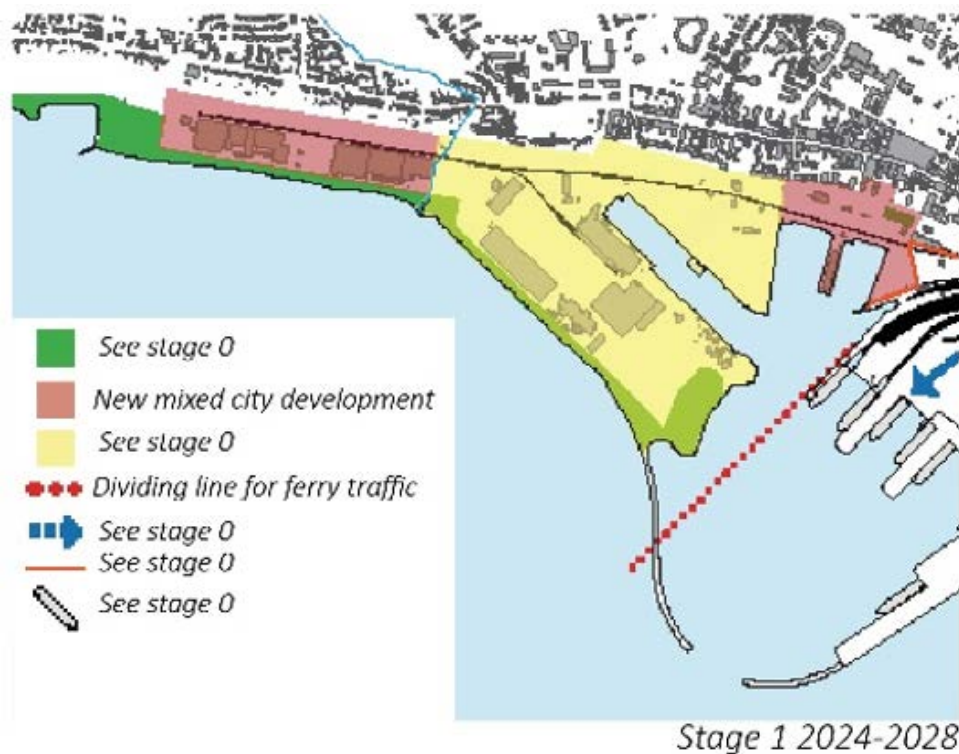 See stage 0
New mixed city development
See stage 0
Dividing line for ferry traffic
See stage 0
See stage 0
See stage 0
Stage 1 2024-2028